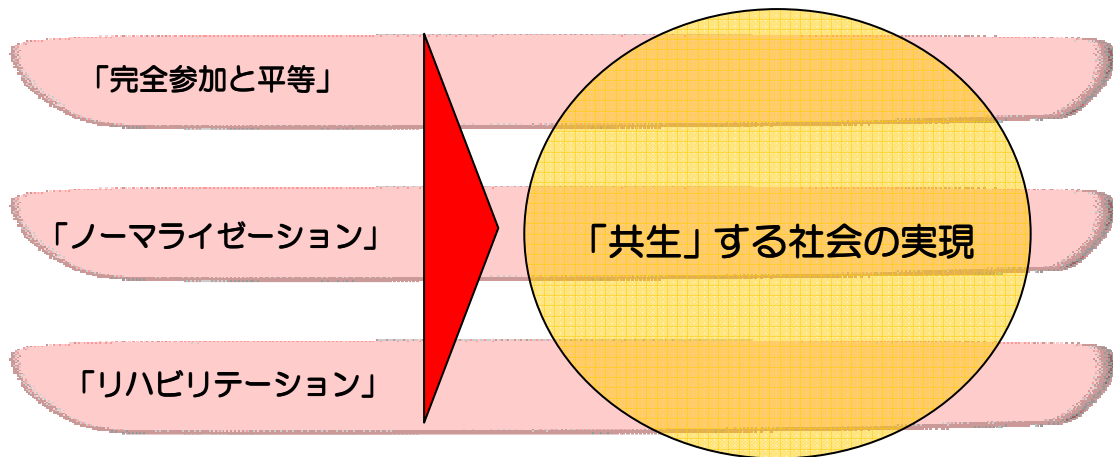 「完全参加と平等」
「ノーマライゼーション」
「共生」する社会の実現
「リハビリテーション」